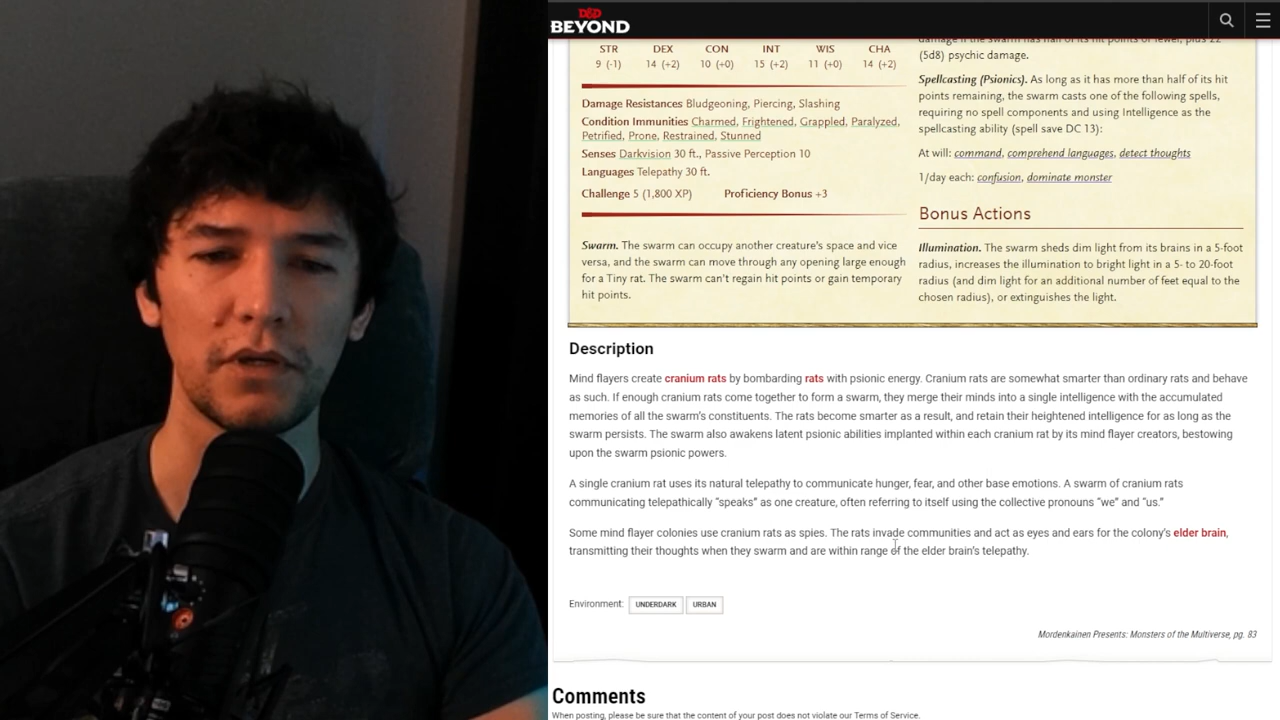 D&D
BEYOND
STR DEX CON INT WIS CHA
9 (-1) 14 (+2) 10 (+0) 15 (+2) 11 (+0) 14 (+2)
Damage Resistances Bludgeoning, Piercing, Slashing
Condition Immunities Charmed, Frightened, Grappled, Paralyzed,
Petrified, Prone, Restrained, Stunned
Senses Darkvision 30 ft., Passive Perception 10
Languages Telepathy 30 ft.
Challenge 5 (1,800 XP) Proficiency Bonus +3
Swarm. The swarm can occupy another creature's space and vice
versa, and the swarm can move through any opening large enough
for a Tiny rat. The swarm can't regain hit points or gain temporary
hit points.
damage if the swarm has half of its hit points or fewer, plus 22
(5d8) psychic damage.
Spellcasting (Psionics). As long as it has more than half of its hit
points remaining, the swarm casts one of the following spells,
requiring no spell components and using Intelligence as the
spellcasting ability (spell save DC 13):
At will: command, comprehend languages, detect thoughts
1/day each: confusion, dominate monster
Bonus Actions
Illumination. The swarm sheds dim light from its brains in a 5-foot
radius, increases the illumination to bright light in a 5- to 20-foot
radius (and dim light for an additional number of feet equal to the
chosen radius), or extinguishes the light.
Description
Mind flayers create cranium rats by bombarding rats with psionic energy. Cranium rats are somewhat smarter than ordinary rats and behave
as such. If enough cranium rats come together to form a swarm, they merge their minds into a single intelligence with the accumulated
memories of all the swarm's constituents. The rats become smarter as a result, and retain their heightened intelligence for as long as the
swarm persists. The swarm also awakens latent psionic abilities implanted within each cranium rat by its mind flayer creators, bestowing
upon the swarm psionic powers.
A single cranium rat uses its natural telepathy to communicate hunger, fear, and other base emotions. A swarm of cranium rats
communicating telepathically “speaks” as one creature, often referring to itself using the collective pronouns “we” and “us.”
Some mind flayer colonies use cranium rats as spies. The rats invade communities and act as eyes and ears for the colony's elder brain,
transmitting their thoughts when they swarm and are within range of the elder brain's telepathy.
Environment: UNDERDARK URBAN
Mordenkainen Presents: Monsters of the Multiverse, pg. 83
Comments
When posting, please be sure that the content of your post does not violate our Terms of Service.